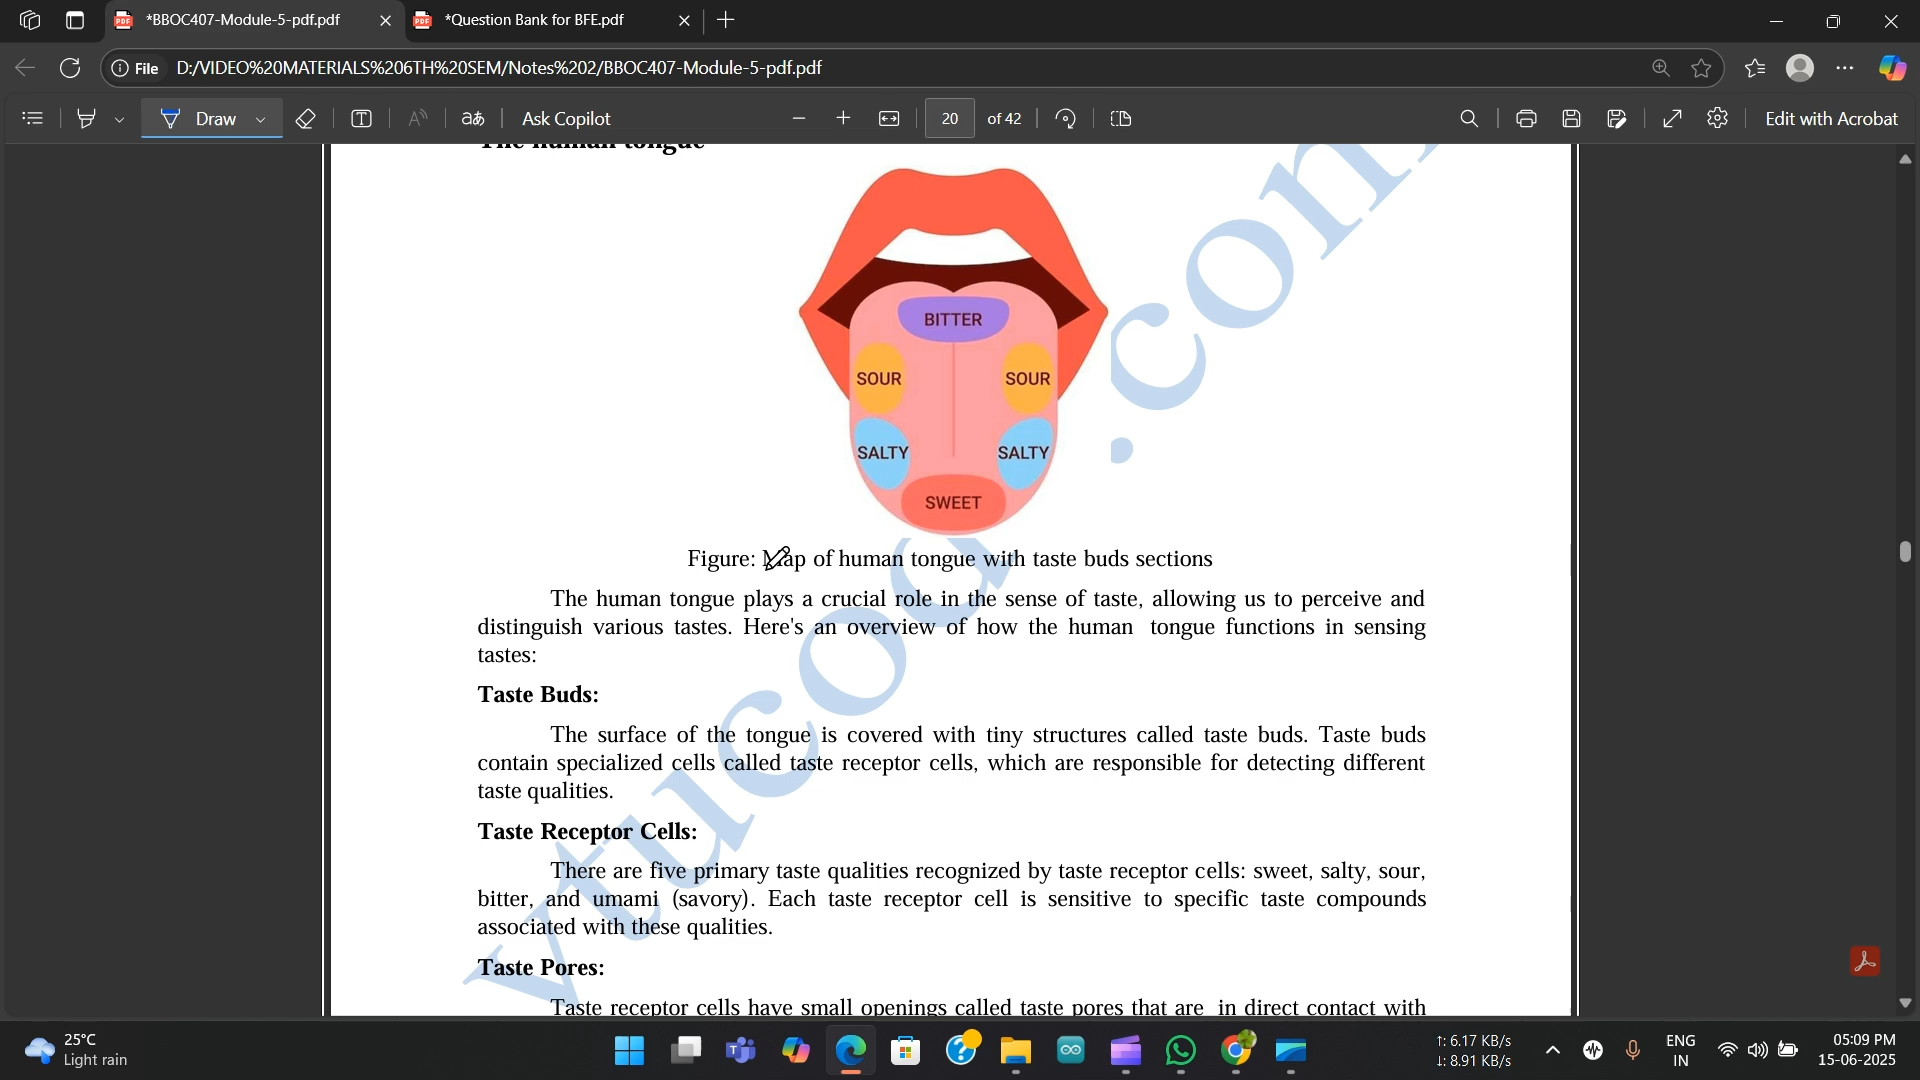 *BBOC407-Module-5-pdf.pdf
*Question Bank for BFE.pdf
File D:/VIDEO%20MATERIALS%206TH%20SEM/Notes%202/BBOC407-Module-5-pdf.pdf
Draw
aあ
Ask Copilot
20 of 42
Edit with Acrobat
The human tongue
BITTER
SOUR SOUR
SALTY SALTY
SWEET
Figure: Map of human tongue with taste buds sections
The human tongue plays a crucial role in the sense of taste, allowing us to perceive and
distinguish various tastes. Here's an overview of how the human tongue functions in sensing
tastes:
Taste Buds:
The surface of the tongue is covered with tiny structures called taste buds. Taste buds
contain specialized cells called taste receptor cells, which are responsible for detecting different
taste qualities.
Taste Receptor Cells:
There are five primary taste qualities recognized by taste receptor cells: sweet, salty, sour,
bitter, and umami (savory). Each taste receptor cell is sensitive to specific taste compounds
associated with these qualities.
Taste Pores:
Taste receptor cells have small openings called taste pores that are in direct contact with
25°C
Light rain
↑: 6.17 KB/s
↓: 8.91 KB/s
ENG
IN
05:09 PM
15-06-2025